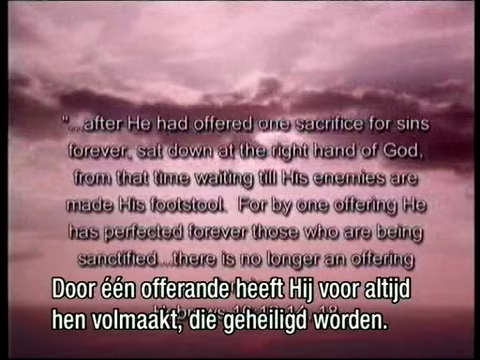 "...after He had offered one sacrifice for sins
forever, sat down at the right hand of God,
from that time waiting till His enemies are
made His footstool. For by one offering He
has perfected forever those who are being
sanctified...there is no longer an offering
Door één offerande heeft Hij voor altijd
hen volmaakt, die geheiligd worden.